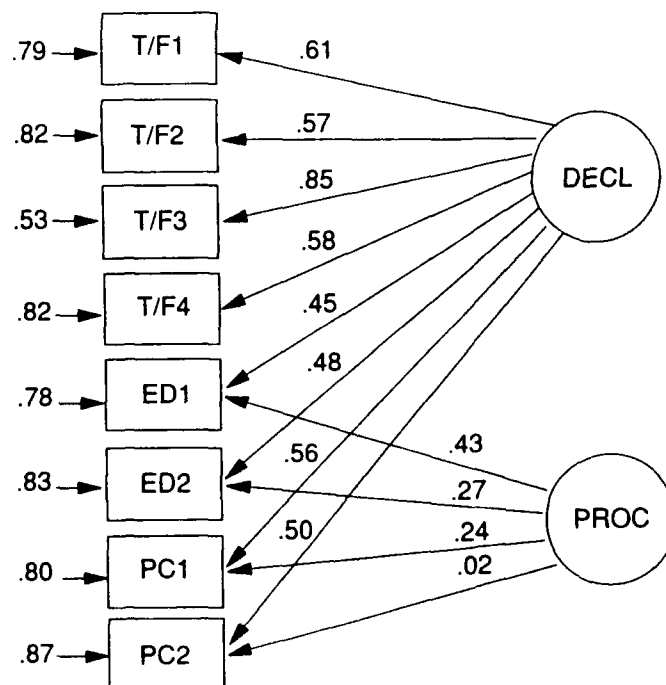 .79 T/F1 .61
.82 T/F2 .57
DECL
.85
.53 T/F3
.58
.82 T/F4
.45
.48
.78 ED1
.56 .43
.83 ED2 .27
PROC
.50 .24
.80 PC1 .02
.87 PC2